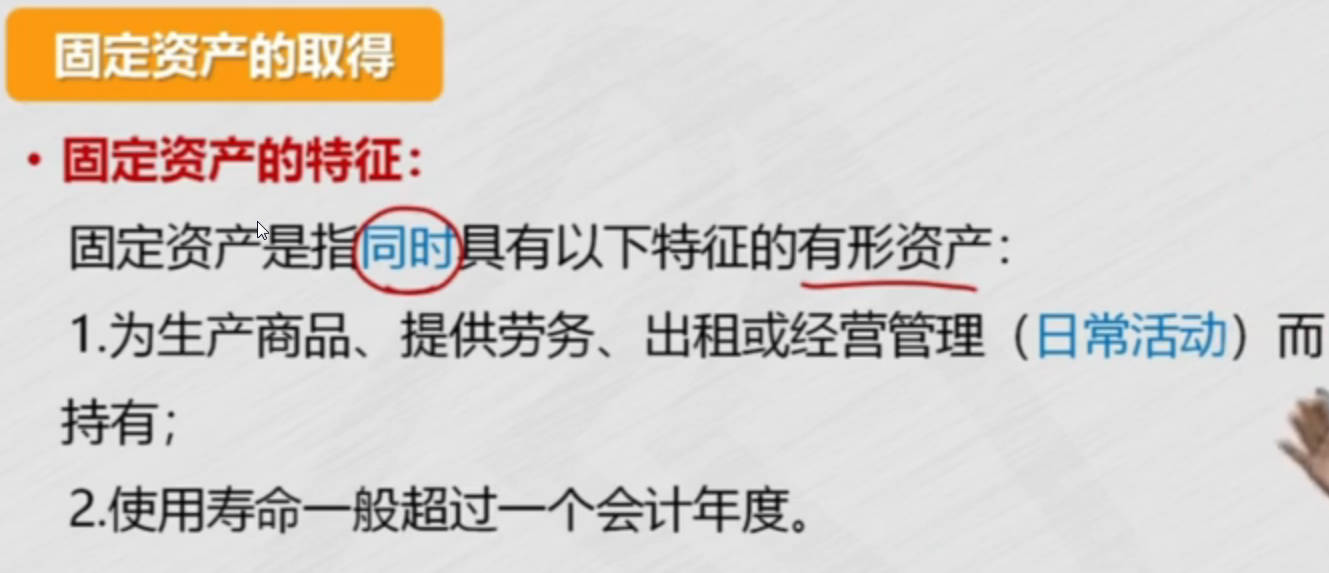 固定资产的取得
• 固定资产的特征：
固定资产是指同时具有以下特征的有形资产：
1.为生产商品、提供劳务、出租或经营管理（日常活动）而
持有；
2.使用寿命一般超过一个会计年度。